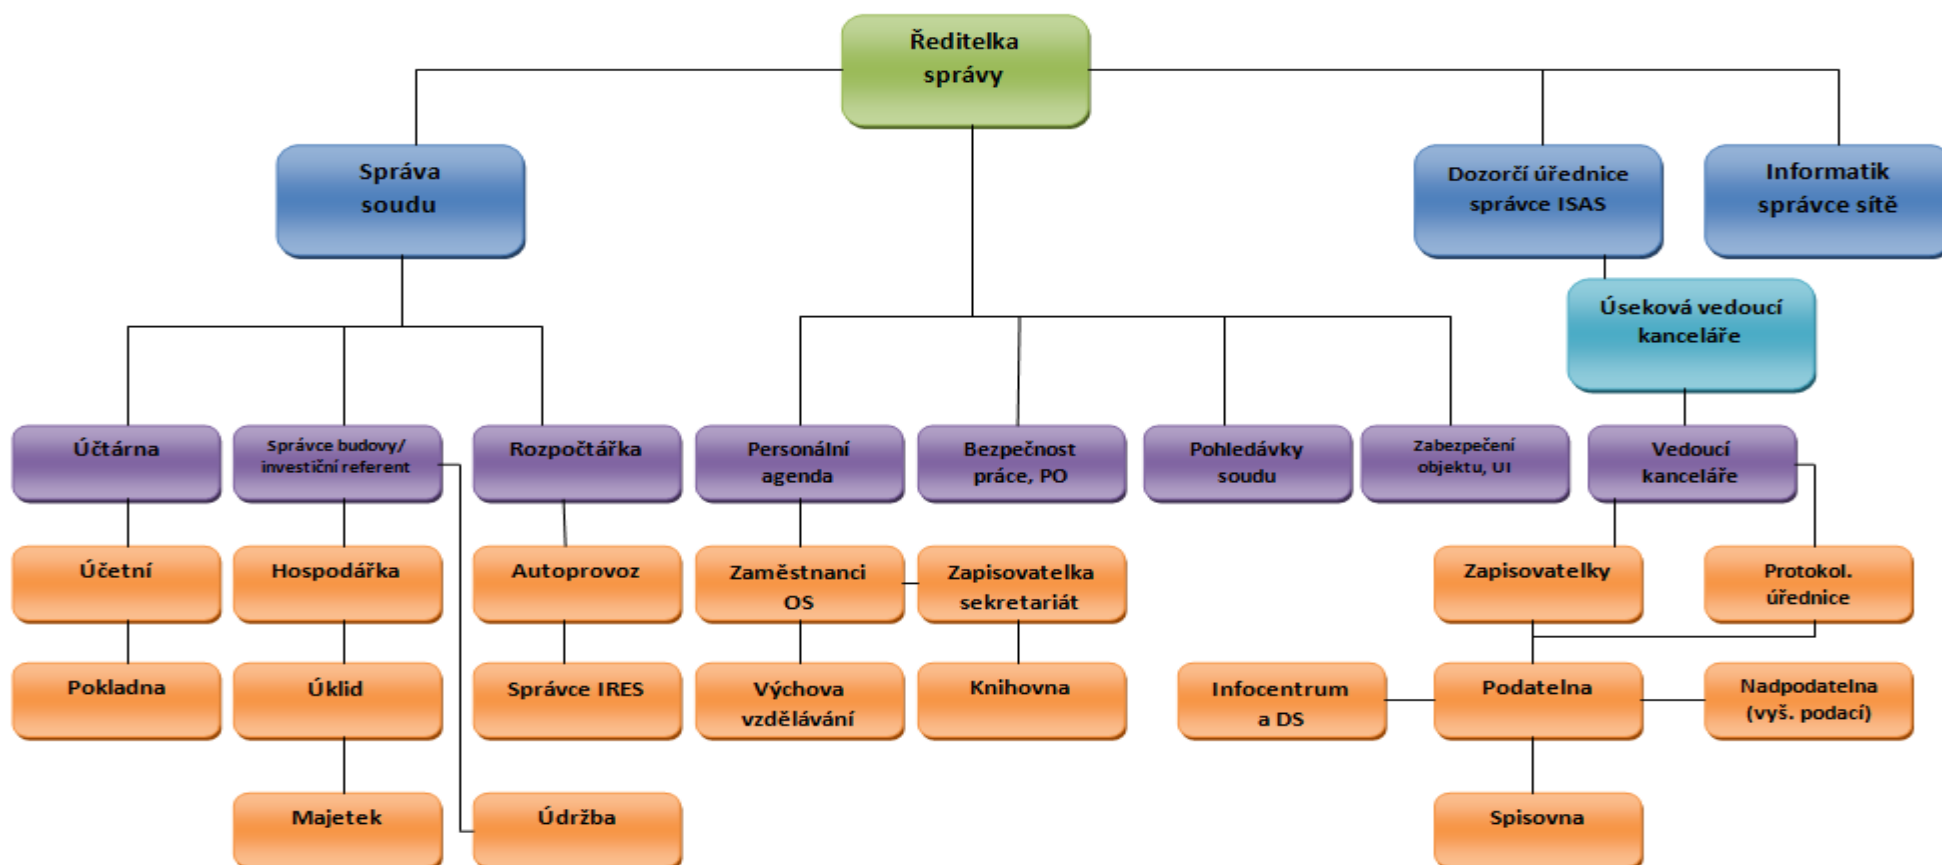 Ředitelka
správy
Správa
soudu
Dozorčí úřednice
správce ISAS
Informatik
správce sítě
Úseková vedoucí
kanceláře
Účtárna
Správce budovy/
investiční referent
Rozpočtářka
Personální
agenda
Bezpečnost
práce, PO
Pohledávky
soudu
Zabezpečení
objektu, UI
Vedoucí
kanceláře
Účetní
Hospodářka
Autoprovoz
Zaměstnanci
OS
Zapisovatelka
sekretariát
Zapisovatelky
Protokol.
úřednice
Pokladna
Úklid
Správce IRES
Výchova
vzdělávání
Knihovna
Infocentrum
a DS
Podatelna
Nadpodatelna
(vyš. podací)
Majetek
Údržba
Spisovna